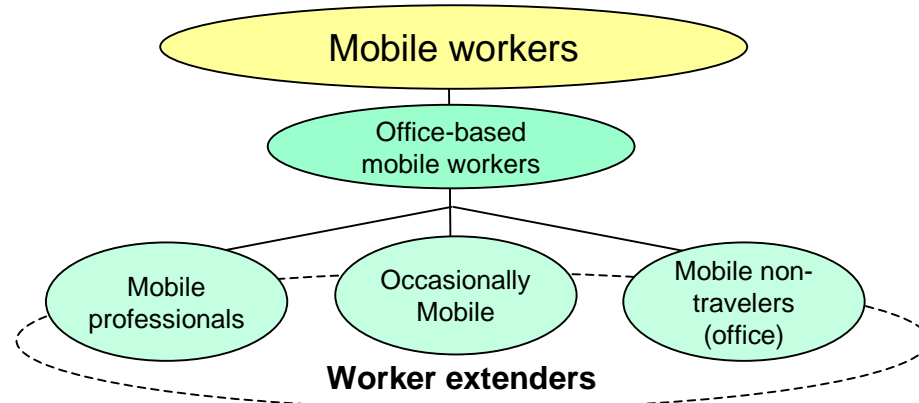 Mobile workers
Office-based
mobile workers
Mobile
professionals
Occasionally
Mobile
Mobile non-
travelers
(office)
Worker extenders